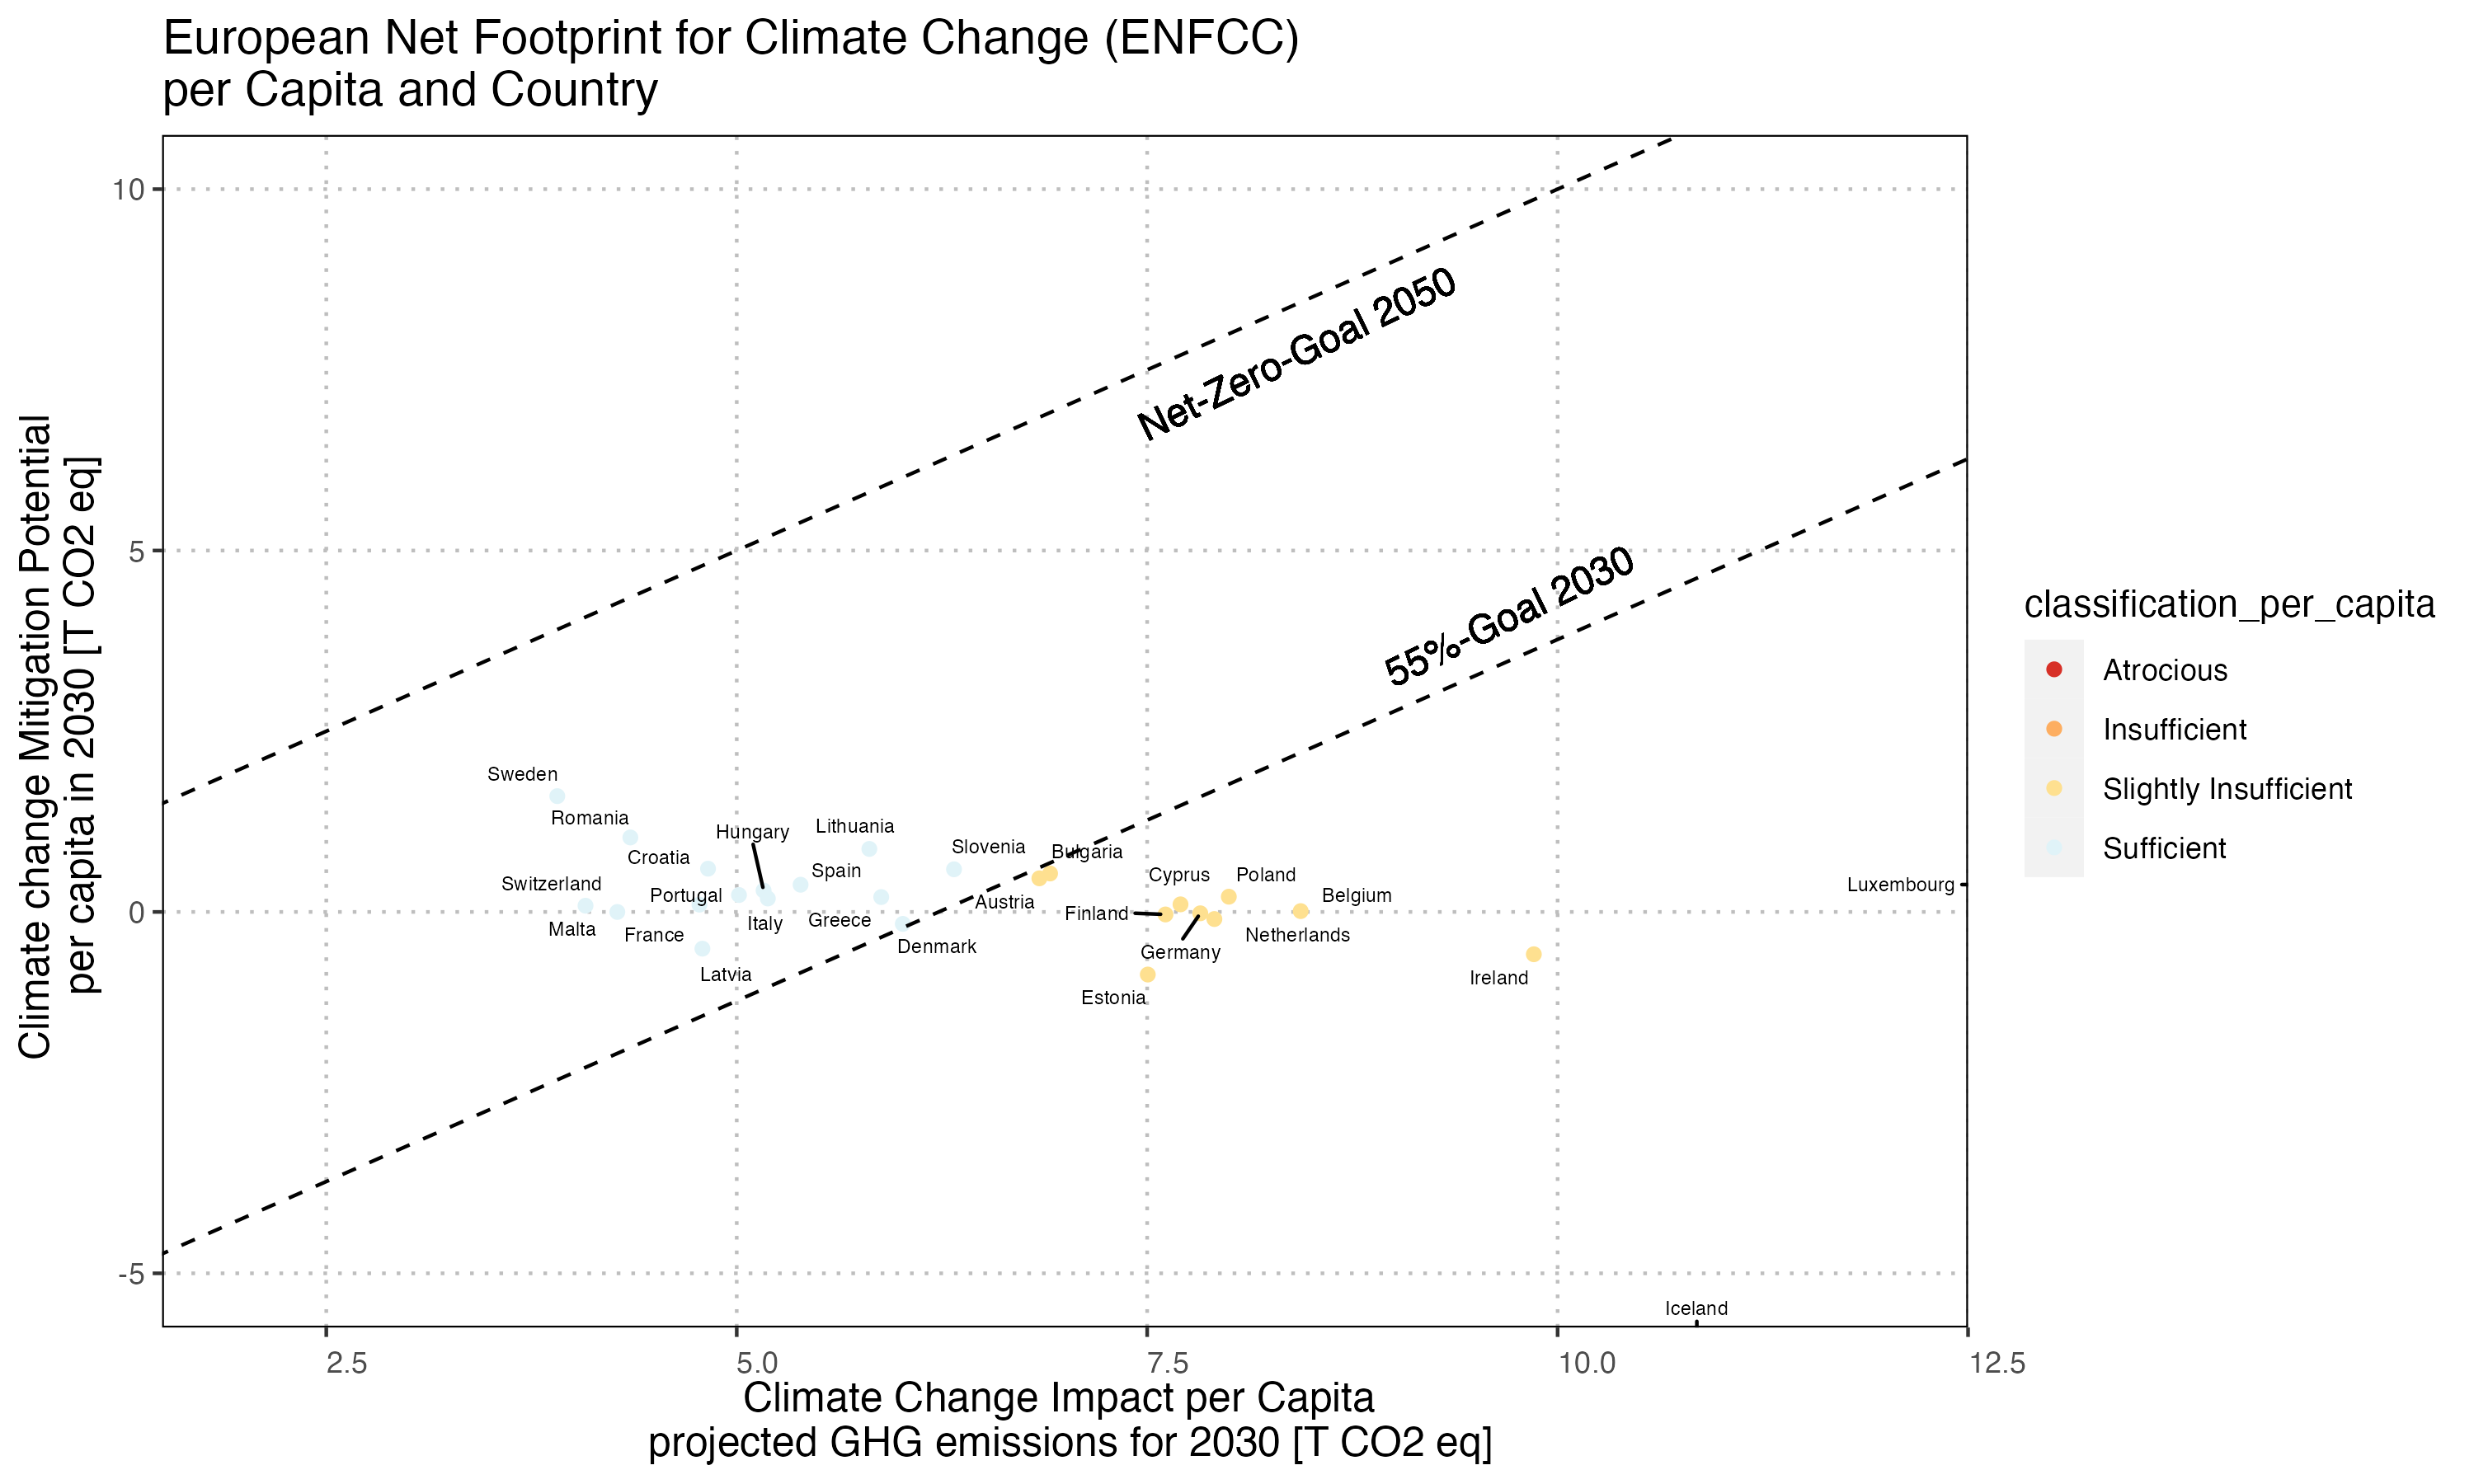 European Net Footprint for Climate Change (ENFCC)
per Capita and Country
Climate change Mitigation Potential
per capita in 2030 [T CO2 eq]
10
5
0
-5
Net-Zero-Goal 2050
55%-Goal 2030
Sweden
Romania
Hungary
Lithuania
Slovenia
Bulgaria
Croatia
Spain
Cyprus
Poland
Switzerland
Portugal
Luxembourg
Belgium
Austria
Finland
Malta
France
Italy
Greece
Netherlands
Denmark
Germany
Latvia
Ireland
Estonia
Iceland
2.5
5.0
7.5
10.0
12.5
Climate Change Impact per Capita
projected GHG emissions for 2030 [T CO2 eq]
classification_per_capita
Atrocious
Insufficient
Slightly Insufficient
Sufficient